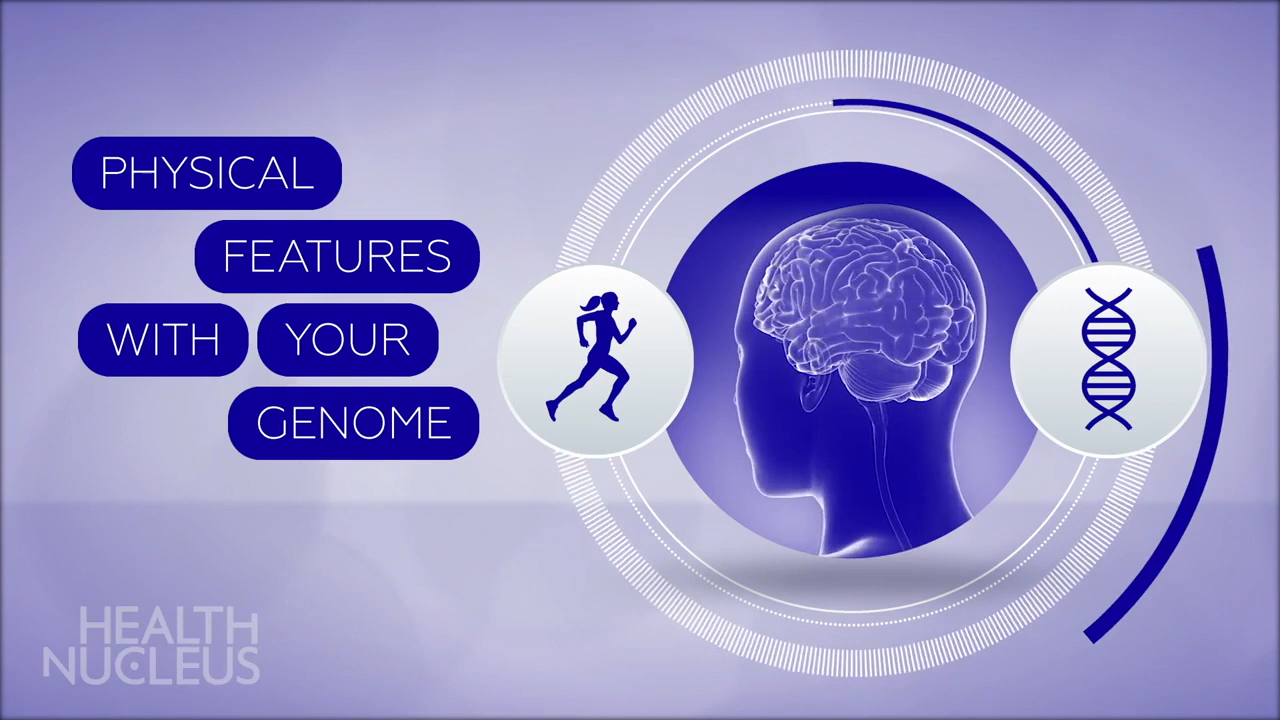 PHYSICAL
FEATURES
WITH YOUR
GENOME
HEALTH
NUCLEUS